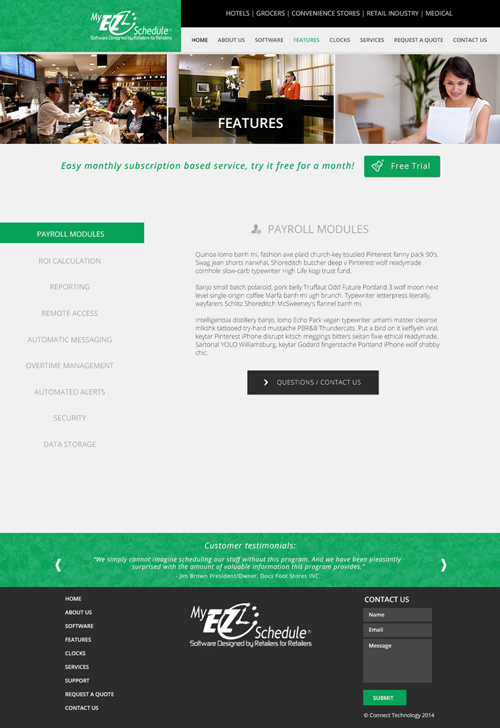 My EZ Schedule®
Software Designed by Retailers for Retailers
HOTELS | GROCERS | CONVENIENCE STORES | RETAIL INDUSTRY | MEDICAL
HOME ABOUT US SOFTWARE FEATURES CLOCKS SERVICES REQUEST A QUOTE CONTACT US
FEATURES
Easy monthly subscription based service, try it free for a month!
Free Trial
PAYROLL MODULES
ROI CALCULATION
REPORTING
REMOTE ACCESS
AUTOMATIC MESSAGING
OVERTIME MANAGEMENT
AUTOMATED ALERTS
SECURITY
DATA STORAGE
PAYROLL MODULES
Quinoa lomo banh mi, fashion axe plaid church-key tousled Pinterest fanny pack 90's.
Swag jean shorts narwhal, Shoreditch butcher deep v Pinterest wolf readymade
cornhole slow-carb typewriter High Life kogi trust fund.
Banjo small batch polaroid, pork belly Truffaut Odd Future Portland 3 wolf moon next
level single-origin coffee Marfa banh mi ugh brunch. Typewriter letterpress literally,
wayfarers Schlitz Shoreditch McSweeney's flannel banh mi.
Intelligentsia distillery banjo, lomo Echo Park vegan typewriter umami master cleanse
mlkshk tattooed try-hard mustache PBR&B Thundercats. Put a bird on it keffiyeh viral,
keytar Pinterest iPhone disrupt kitsch meggings bitters seitan fixie ethical readymade.
Sartorial YOLO Williamsburg, keytar Godard fingerstache Portland iPhone wolf shabby
chic.
QUESTIONS / CONTACT US
Customer testimonials:
"We simply cannot imagine scheduling our staff without this program. And we have been pleasantly
surprised with the amount of valuable information this program provides."
- Jim Brown President/Owner, Docs Foot Stores INC
HOME
ABOUT US
SOFTWARE
FEATURES
CLOCKS
SERVICES
SUPPORT
REQUEST A QUOTE
CONTACT US
My EZ Schedule®
Software Designed by Retailers for Retailers
CONTACT US
Name
Email
Message
SUBMIT
© Connect Technology 2014